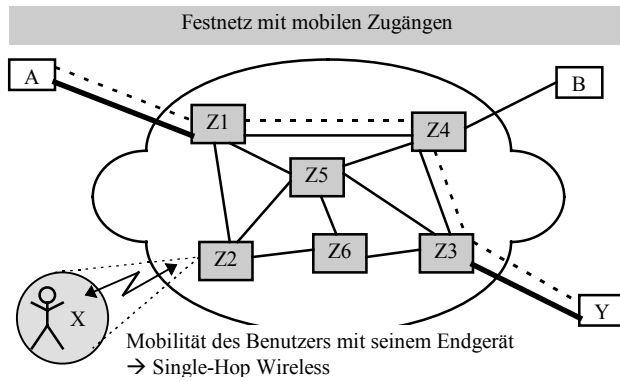 Festnetz mit mobilen Zugängen
A
B
Z1
Z4
Z5
Z2
Z6
Z3
X
Y
Mobilität des Benutzers mit seinem Endgerät
→ Single-Hop Wireless